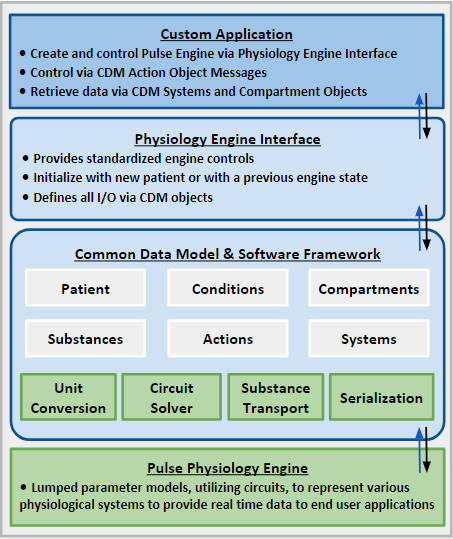 Custom Application
• Create and control Pulse Engine via Physiology Engine Interface
• Control via CDM Action Object Messages
• Retrieve data via CDM Systems and Compartment Objects
Physiology Engine Interface
• Provides standardized engine controls
• Initialize with new patient or with a previous engine state
• Defines all I/O via CDM objects
Common Data Model & Software Framework
Patient
Conditions
Compartments
Substances
Actions
Systems
Unit
Conversion
Circuit
Solver
Substance
Transport
Serialization
Pulse Physiology Engine
• Lumped parameter models, utilizing circuits, to represent various
physiological systems to provide real time data to end user applications